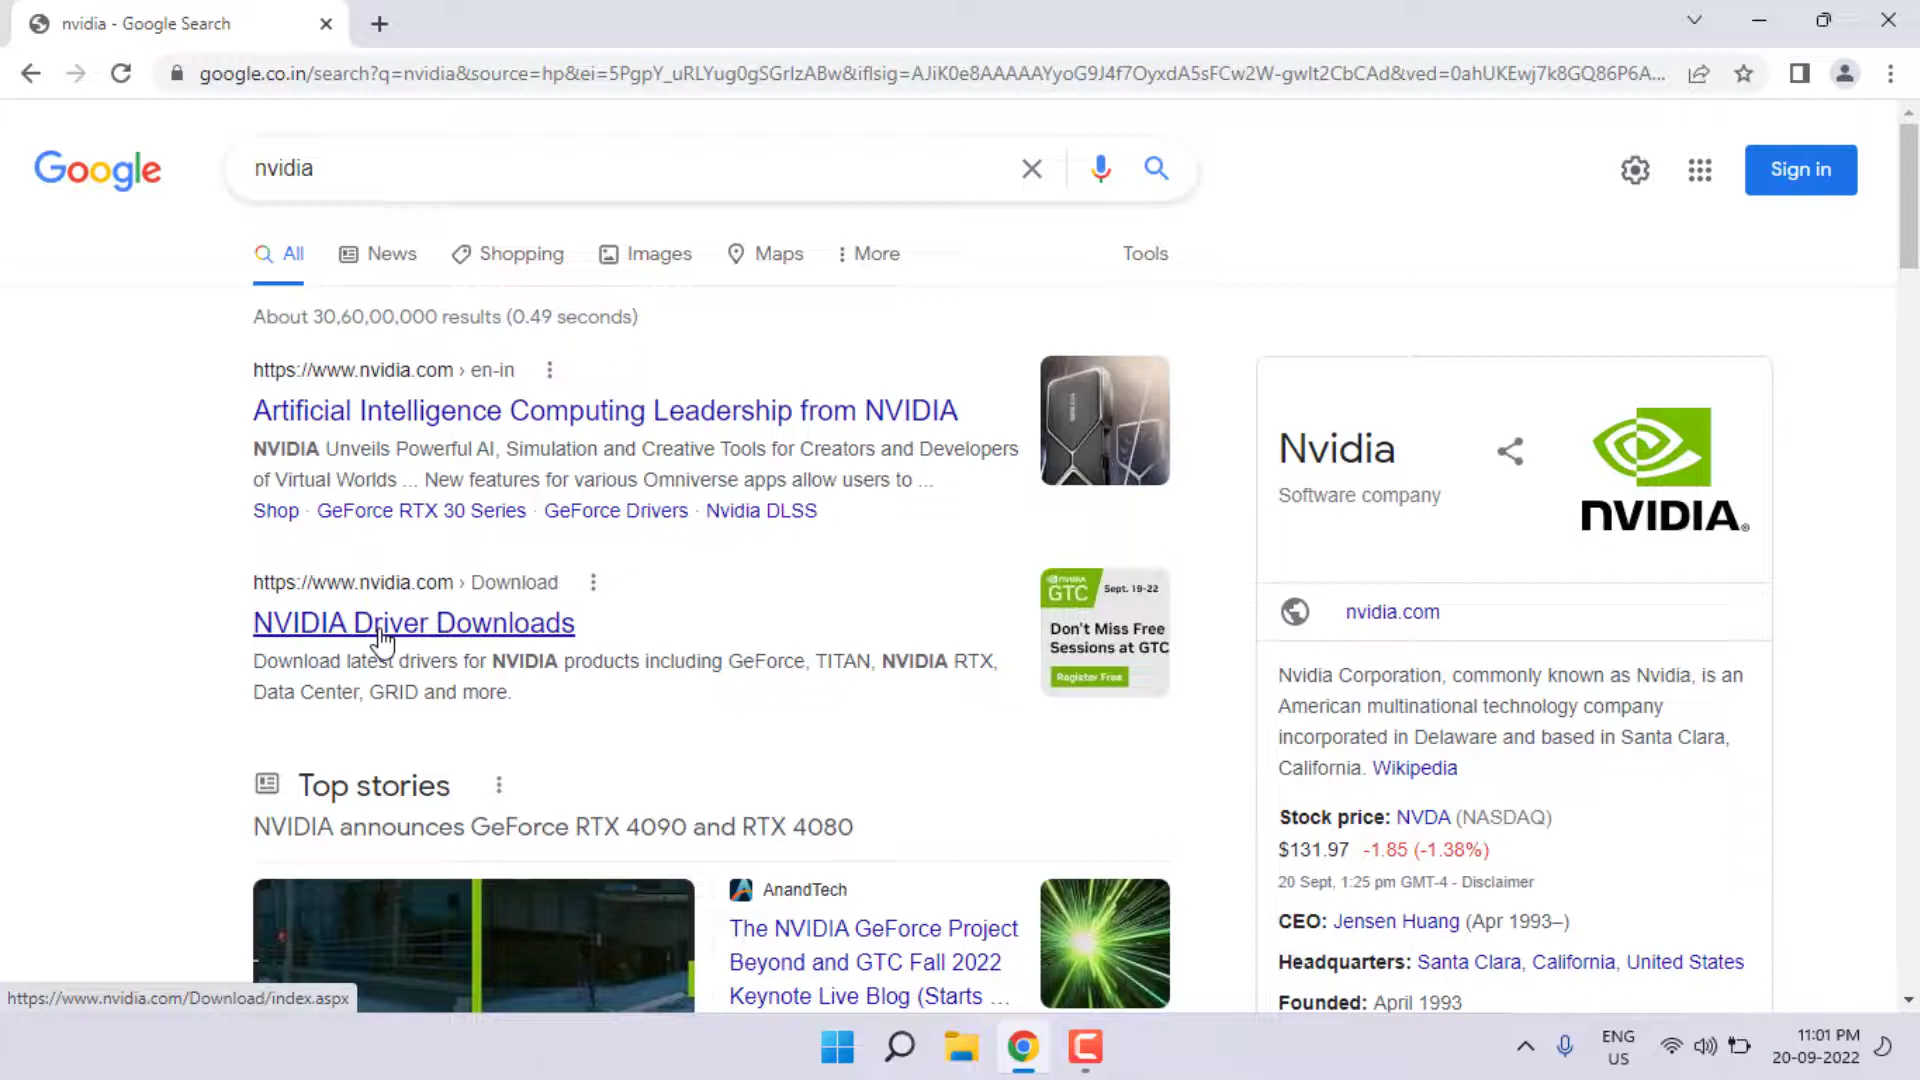 nvidia - Google Search
google.co.in/search?q=nvidia&source=hp&ei=5PgpY_uRLYug0gSGrIzABw&iflsig=AJiK0e8AAAAAYyoG9J4f7OyxdA5sFCw2W-gwIt2CbCAd&ved=0ahUKEwj7k8GQ86P6A...
Google
nvidia
Sign in
All
News
Shopping
Images
Maps
More
Tools
About 30,60,00,000 results (0.49 seconds)
https://www.nvidia.com › en-in
Artificial Intelligence Computing Leadership from NVIDIA
NVIDIA Unveils Powerful AI, Simulation and Creative Tools for Creators and Developers
of Virtual Worlds ... New features for various Omniverse apps allow users to ...
Shop · GeForce RTX 30 Series · GeForce Drivers · Nvidia DLSS
https://www.nvidia.com › Download
NVIDIA Driver Downloads
Download latest drivers for NVIDIA products including GeForce, TITAN, NVIDIA RTX,
Data Center, GRID and more.
NVIDIA
GTC
Sept. 19-22
Don't Miss Free
Sessions at GTC
Register Free
Top stories
NVIDIA announces GeForce RTX 4090 and RTX 4080
AnandTech
The NVIDIA GeForce Project
Beyond and GTC Fall 2022
Keynote Live Blog (Starts ...
Nvidia
Software company
NVIDIA®
nvidia.com
Nvidia Corporation, commonly known as Nvidia, is an
American multinational technology company
incorporated in Delaware and based in Santa Clara,
California. Wikipedia
Stock price: NVDA (NASDAQ)
$131.97 -1.85 (-1.38%)
20 Sept, 1:25 pm GMT-4 - Disclaimer
CEO: Jensen Huang (Apr 1993–)
Headquarters: Santa Clara, California, United States
Founded: April 1993
https://www.nvidia.com/Download/index.aspx
ENG
US
11:01 PM
20-09-2022